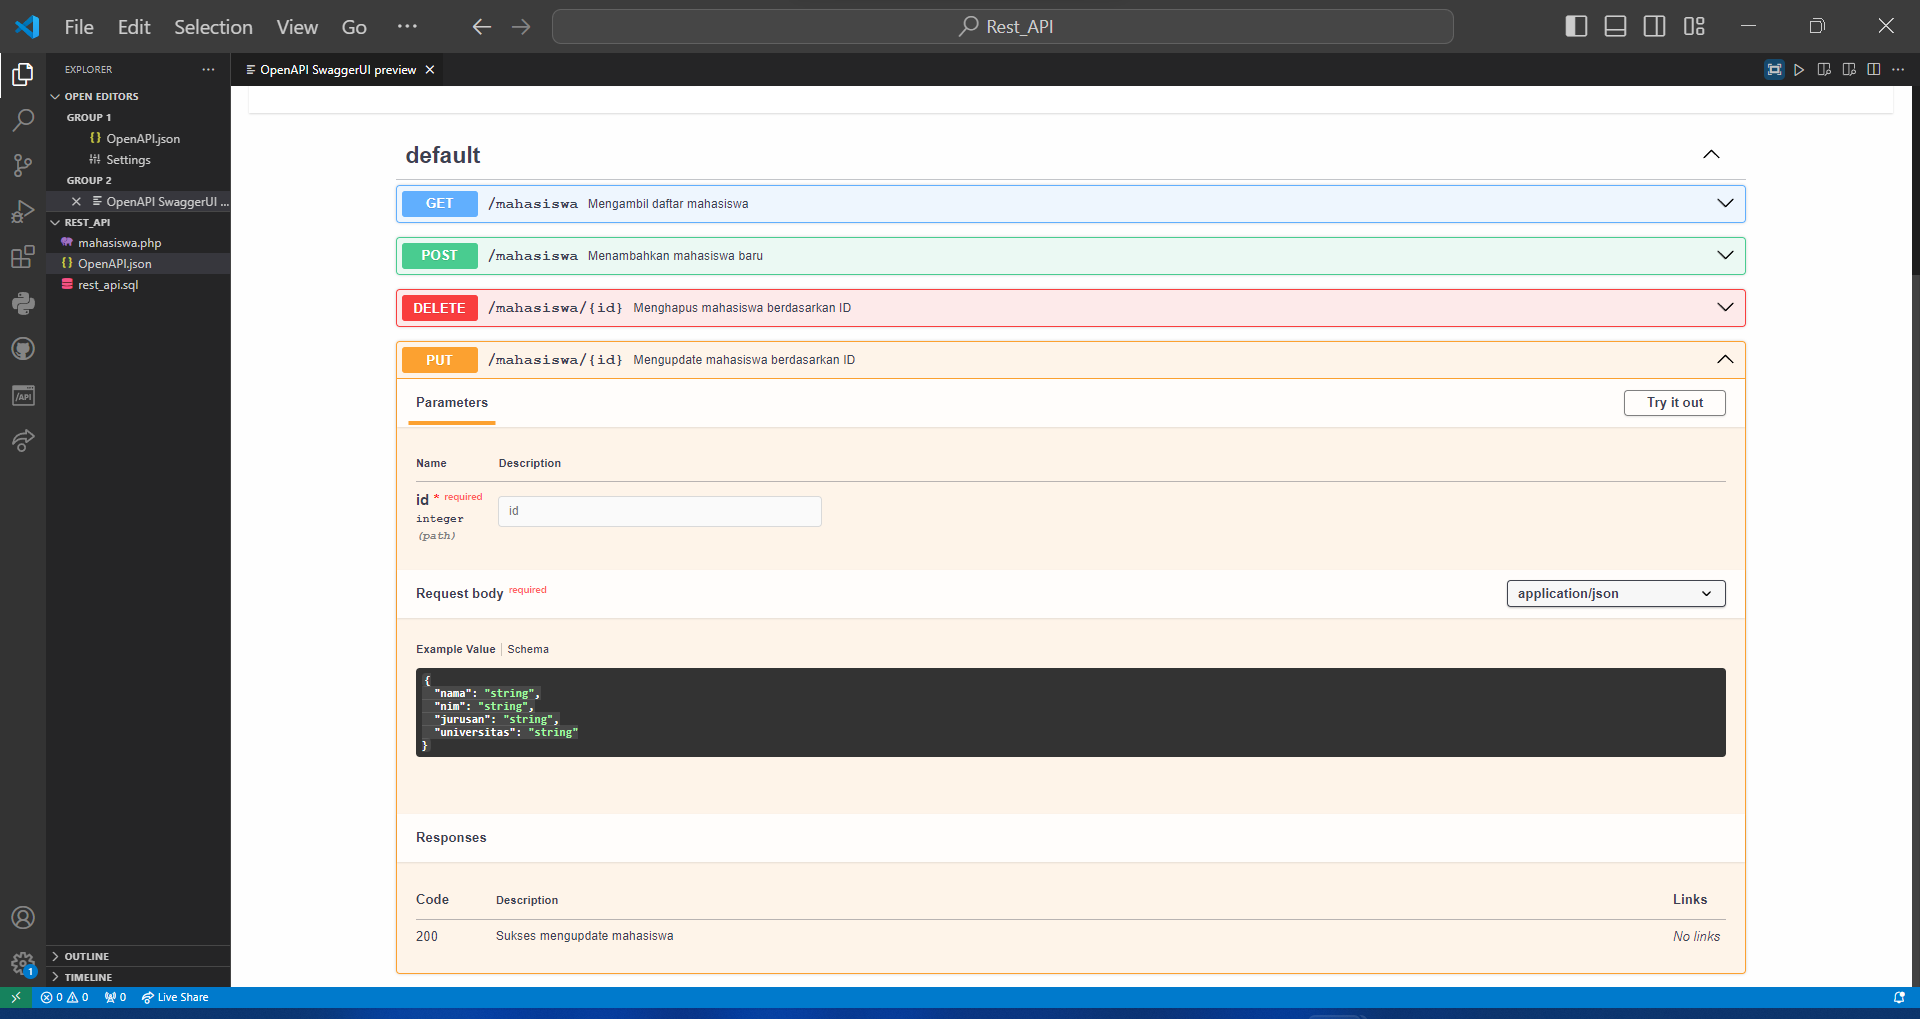 File Edit Selection View Go ··· Rest_API
EXPLORER ···
OPEN EDITORS
GROUP 1
{} OpenAPI.json
Settings
GROUP 2
OpenAPI SwaggerUI ...
REST_API
mahasiswa.php
{} OpenAPI.json
rest_api.sql
OUTLINE
TIMELINE
OpenAPI SwaggerUI preview
default
GET /mahasiswa Mengambil daftar mahasiswa
POST /mahasiswa Menambahkan mahasiswa baru
DELETE /mahasiswa/{id} Menghapus mahasiswa berdasarkan ID
PUT /mahasiswa/{id} Mengupdate mahasiswa berdasarkan ID
Parameters Try it out
Name Description
id * required
integer
(path)
id
Request body required application/json
Example Value | Schema
{
"nama": "string",
"nim": "string",
"jurusan": "string",
"universitas": "string"
}
Responses
Code Description Links
200 Sukses mengupdate mahasiswa No links
/API
1
0 0 0 Live Share